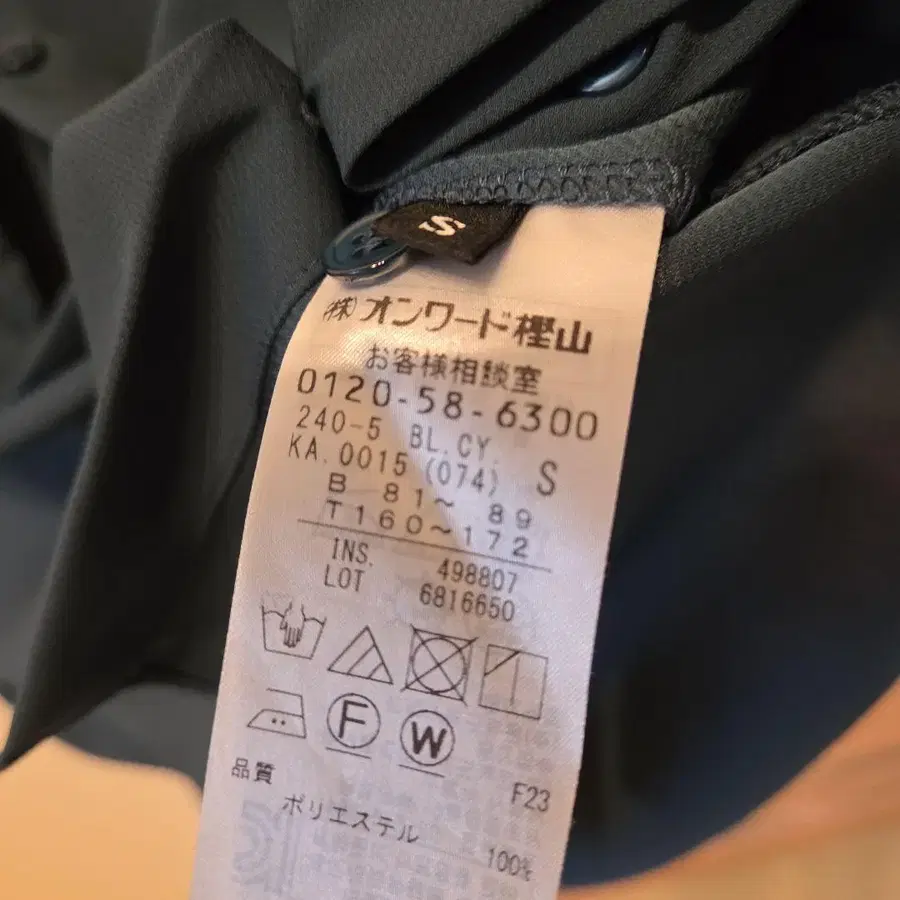 S
㈱オンワード樫山
お客様相談室
0120-58-6300
240-5 BL.CY.
KA.0015 (074) S
B 81～ 89
T160～172
INS. 498807
LOT 6816650
F W
品質 F23
ポリエステル 100%